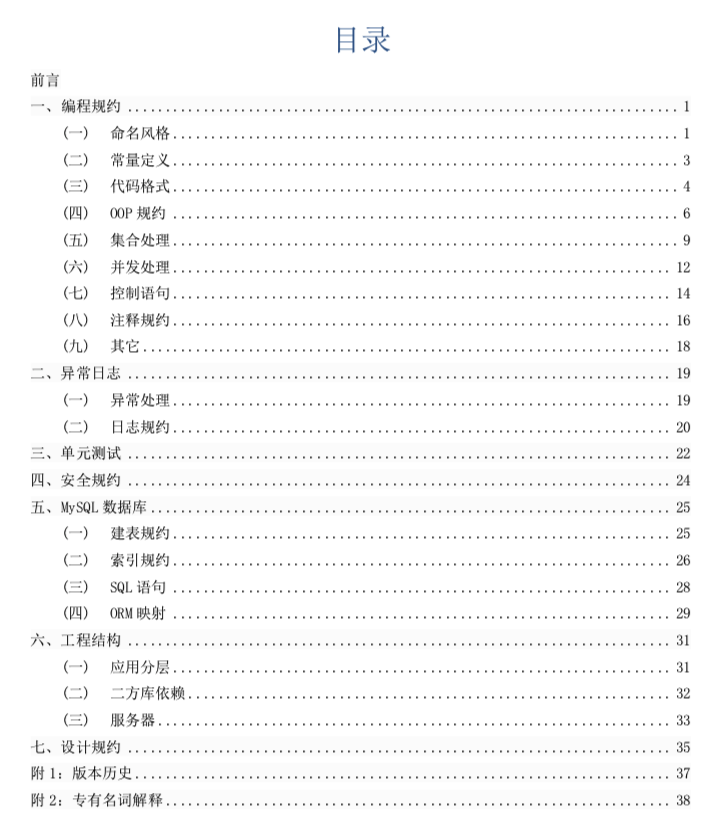 目录
前言
一、编程规约 ........................................................................ 1
(一) 命名风格 ........................................................................ 1
(二) 常量定义 ........................................................................ 3
(三) 代码格式 ........................................................................ 4
(四) OOP 规约 ........................................................................ 6
(五) 集合处理 ........................................................................ 9
(六) 并发处理 ........................................................................ 12
(七) 控制语句 ........................................................................ 14
(八) 注释规约 ........................................................................ 16
(九) 其它 ........................................................................ 18
二、异常日志 ........................................................................ 19
(一) 异常处理 ........................................................................ 19
(二) 日志规约 ........................................................................ 20
三、单元测试 ........................................................................ 22
四、安全规约 ........................................................................ 24
五、MySQL 数据库 ........................................................................ 25
(一) 建表规约 ........................................................................ 25
(二) 索引规约 ........................................................................ 26
(三) SQL 语句 ........................................................................ 28
(四) ORM 映射 ........................................................................ 29
六、工程结构 ........................................................................ 31
(一) 应用分层 ........................................................................ 31
(二) 二方库依赖 ........................................................................ 32
(三) 服务器 ........................................................................ 33
七、设计规约 ........................................................................ 35
附 1：版本历史 ........................................................................ 37
附 2：专有名词解释 ........................................................................ 38